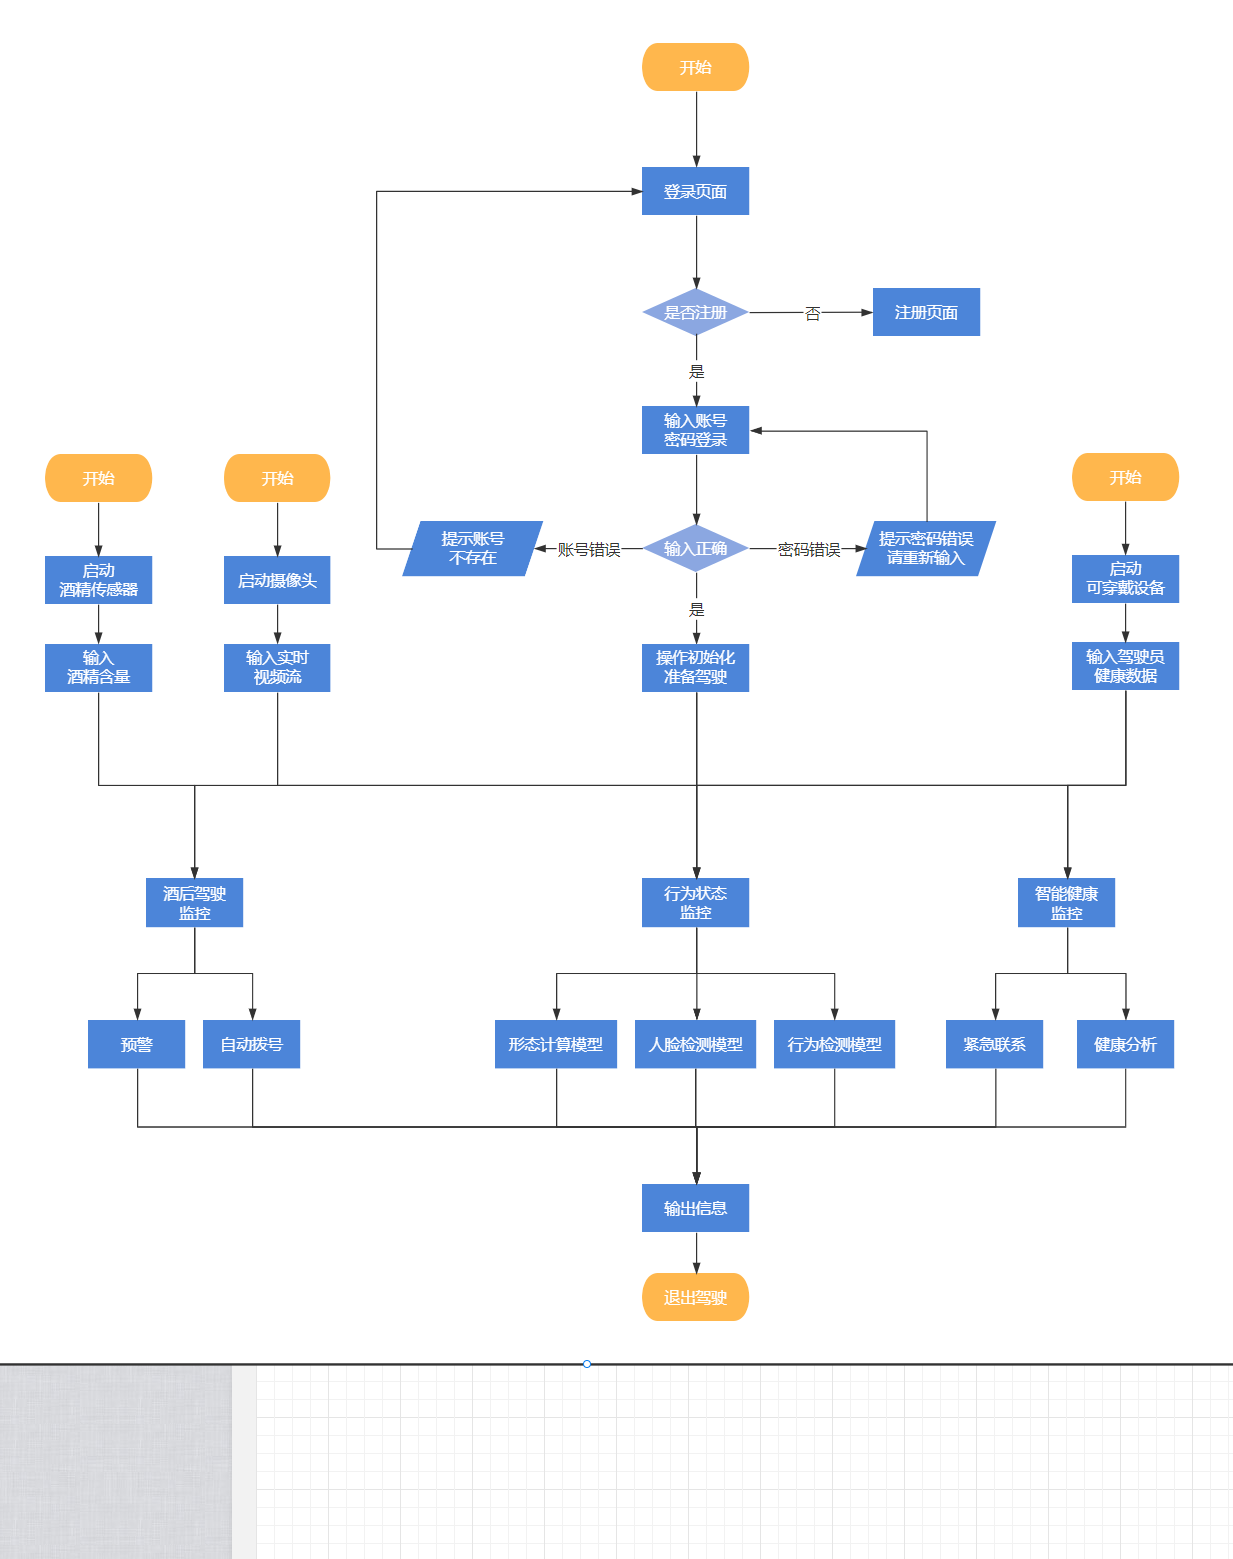 开始
登录页面
是否注册
否
注册页面
是
输入账号
密码登录
开始
开始
开始
提示账号
不存在
账号错误
输入正确
密码错误
提示密码错误
请重新输入
启动
酒精传感器
启动摄像头
启动
可穿戴设备
是
输入
酒精含量
输入实时
视频流
操作初始化
准备驾驶
输入驾驶员
健康数据
酒后驾驶
监控
行为状态
监控
智能健康
监控
预警
自动拨号
形态计算模型
人脸检测模型
行为检测模型
紧急联系
健康分析
输出信息
退出驾驶